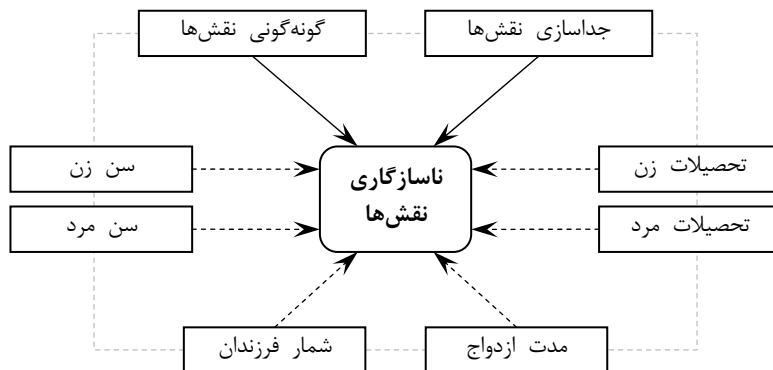 جداسازی نقش‌ها
گونه‌گونی نقش‌ها
تحصیلات زن
سن زن
ناسازگاری
نقش‌ها
تحصیلات مرد
سن مرد
مدت ازدواج
شمار فرزندان